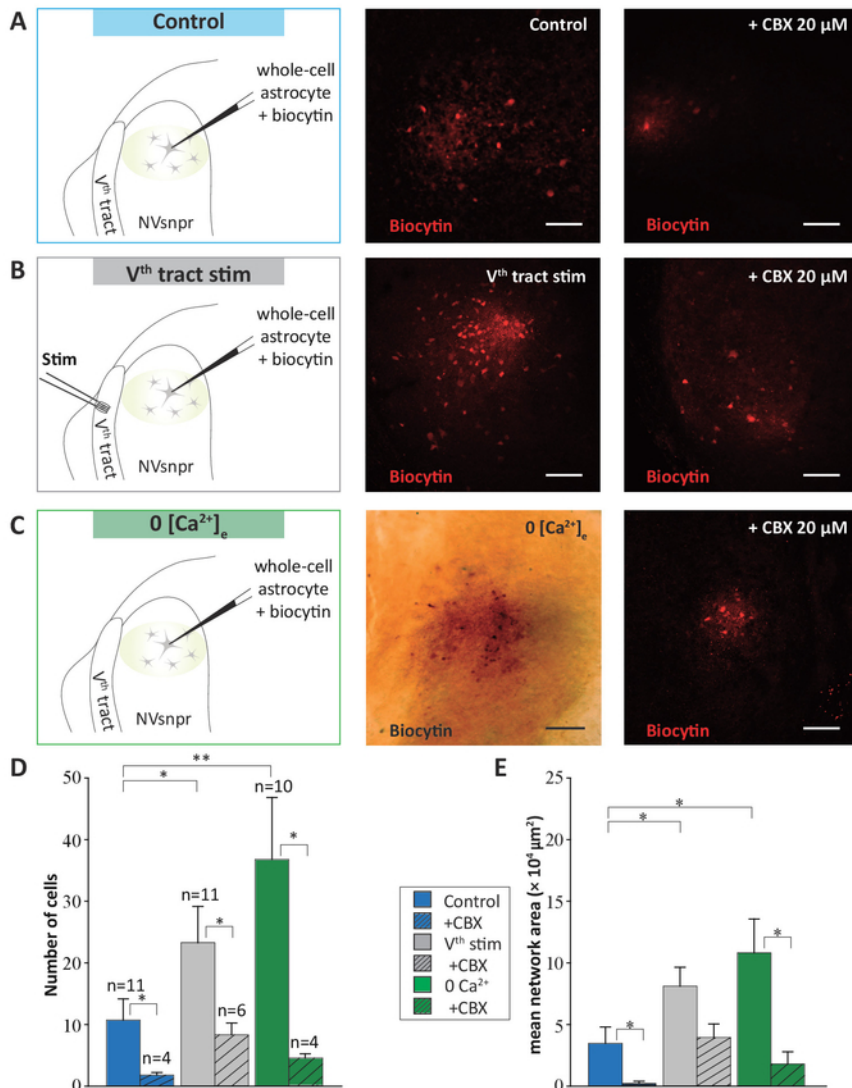 A
Control
whole-cell
astrocyte
+ biocytin
Vth tract
NVsnpr
Control
Biocytin
+ CBX 20 µM
Biocytin
B
Vth tract stim
Stim
whole-cell
astrocyte
+ biocytin
Vth tract
NVsnpr
Vth tract stim
Biocytin
+ CBX 20 µM
Biocytin
C
0 [Ca2+]e
whole-cell
astrocyte
+ biocytin
Vth tract
NVsnpr
0 [Ca2+]e
Biocytin
+ CBX 20 µM
Biocytin
D
Number of cells
50
40
30
20
10
0
**
*
n=10
*
n=11
*
n=6
n=11
*
n=4
n=4
Control
+CBX
Vth stim
+CBX
0 Ca2+
+CBX
E
mean network area (× 10⁴ µm²)
25
20
15
10
5
0
*
*
*
*